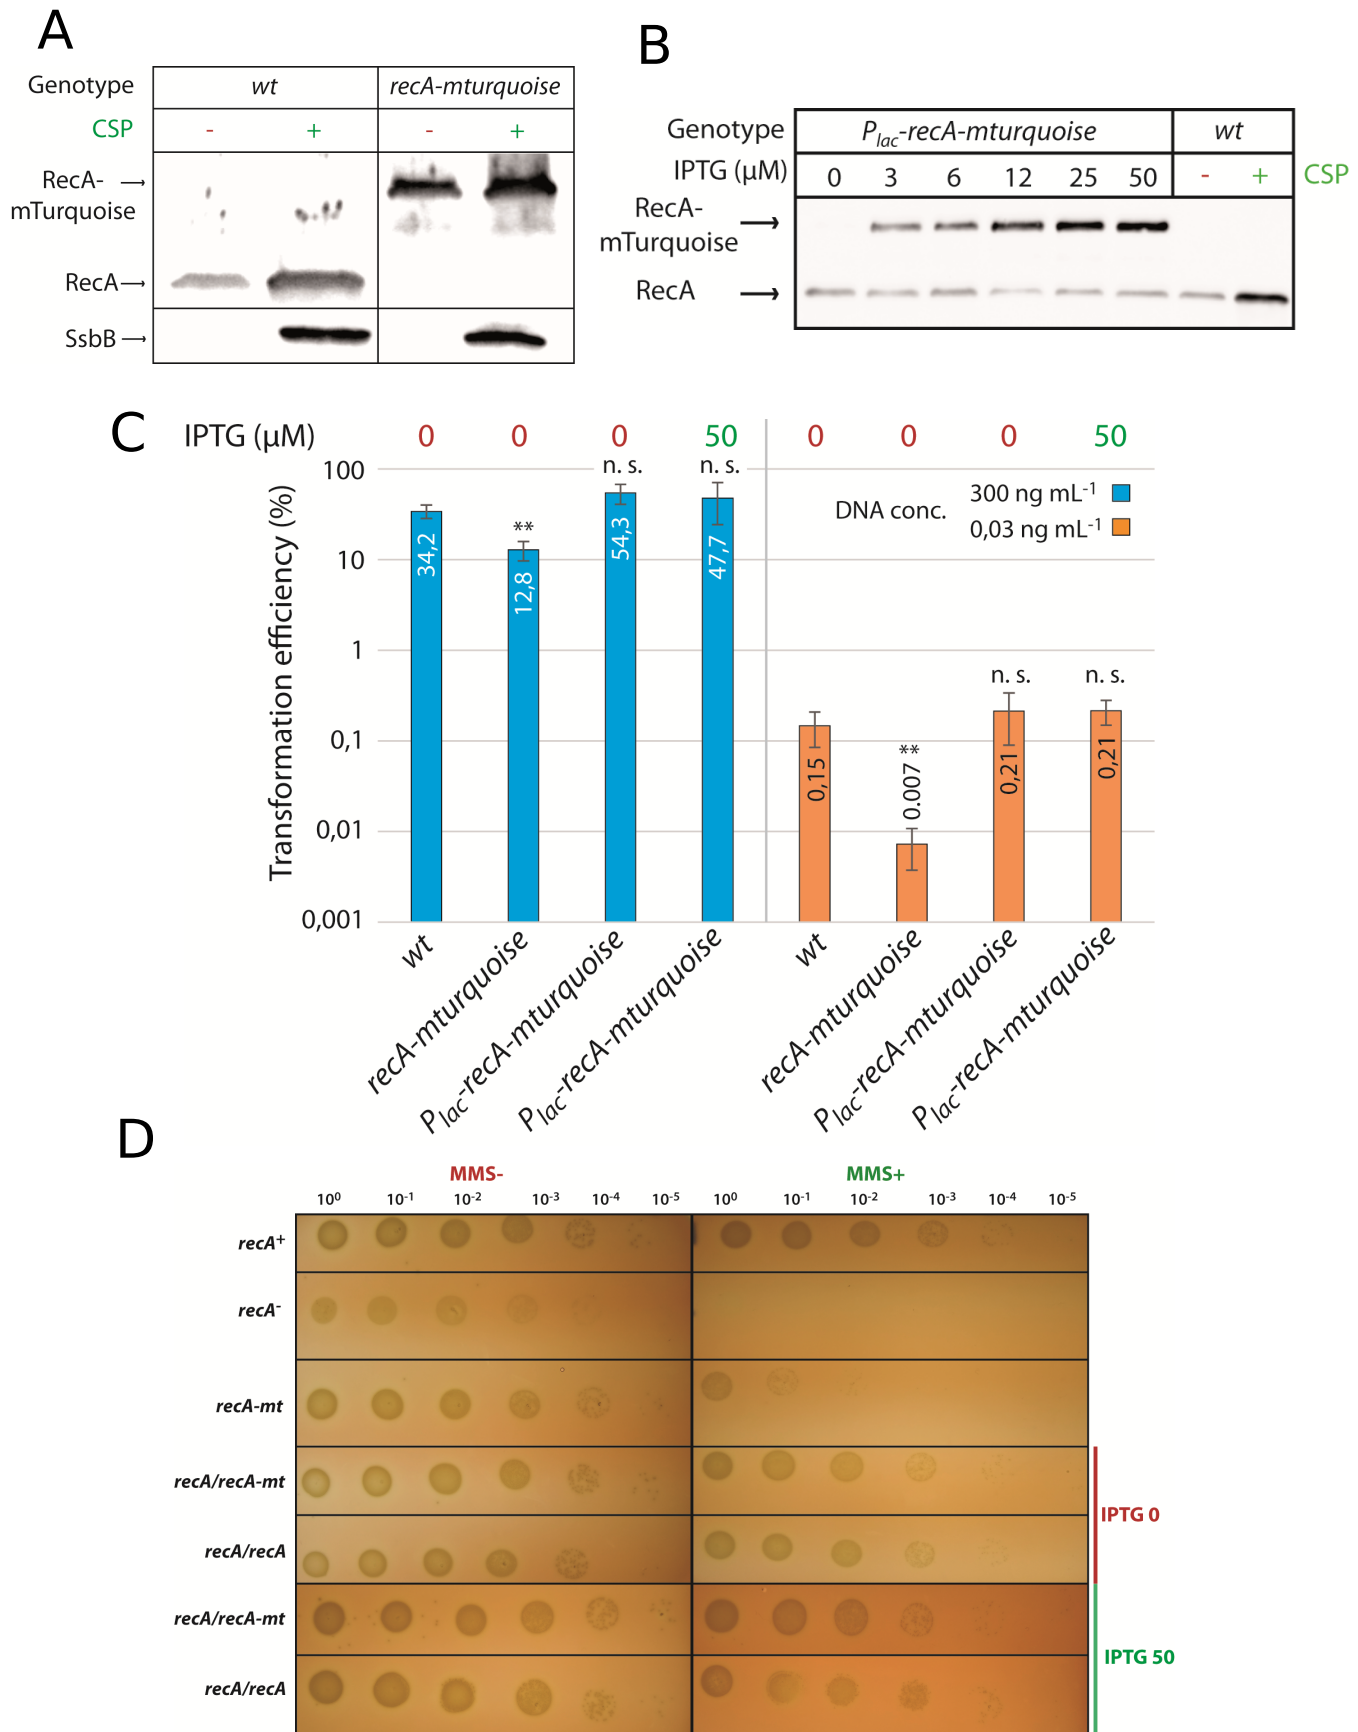 A
Genotype wt recA-mturquoise
CSP - + - +
RecA-
mTurquoise
RecA
SsbB
B
Genotype P_lac-recA-mturquoise wt
IPTG (µM) 0 3 6 12 25 50 - + CSP
RecA-
mTurquoise
RecA
C
IPTG (µM) 0 0 0 50 0 0 0 50
Transformation efficiency (%)
100
10
1
0,1
0,01
0,001
n. s. n. s.
**
34,2 12,8 54,3 47,7
DNA conc.
300 ng mL⁻¹
0,03 ng mL⁻¹
n. s. n. s.
**
0,15 0.007 0,21 0,21
wt recA-mturquoise P_lac-recA-mturquoise P_lac-recA-mturquoise wt recA-mturquoise P_lac-recA-mturquoise P_lac-recA-mturquoise
D
MMS- MMS+
10⁰ 10⁻¹ 10⁻² 10⁻³ 10⁻⁴ 10⁻⁵ 10⁰ 10⁻¹ 10⁻² 10⁻³ 10⁻⁴ 10⁻⁵
recA⁺
recA⁻
recA-mt
recA/recA-mt
IPTG 0
recA/recA
recA/recA-mt
IPTG 50
recA/recA